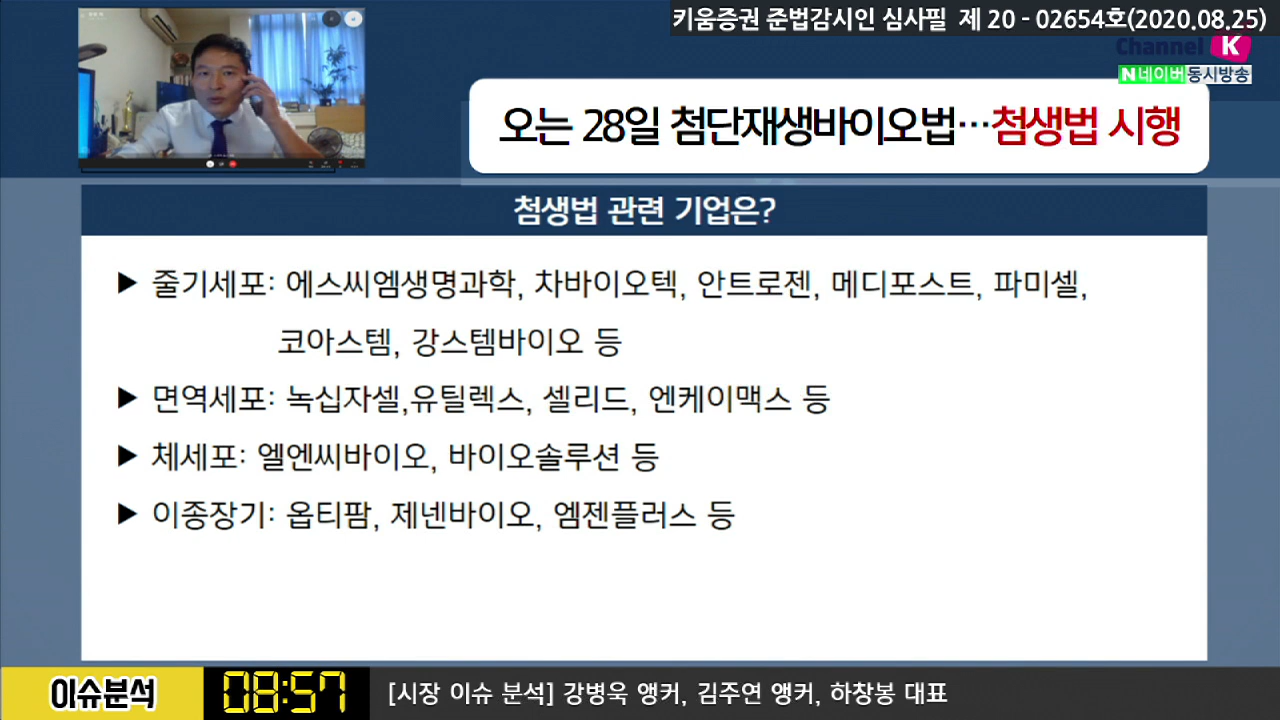 키움증권 준법감시인 심사필 제 20 - 02654호(2020.08.25)
Channel K
N 네이버 동시방송
오는 28일 첨단재생바이오법…첨생법 시행
첨생법 관련 기업은?
▶ 줄기세포: 에스씨엠생명과학, 차바이오텍, 안트로젠, 메디포스트, 파미셀,
코아스템, 강스템바이오 등
▶ 면역세포: 녹십자셀,유틸렉스, 셀리드, 엔케이맥스 등
▶ 체세포: 엘엔씨바이오, 바이오솔루션 등
▶ 이종장기: 옵티팜, 제넨바이오, 엠젠플러스 등
이슈분석
08:57
[시장 이슈 분석] 강병욱 앵커, 김주연 앵커, 하창봉 대표